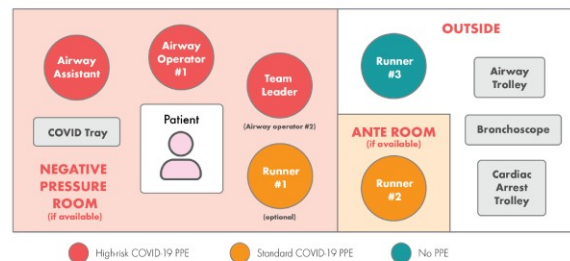 Airway
Assistant
Airway
Operator
#1
Team
Leader
(Airway operator #2)
COVID Tray
Patient
NEGATIVE
PRESSURE
ROOM
(if available)
Runner
#1
(optional)
OUTSIDE
Runner
#3
Airway
Trolley
ANTE ROOM
(if available)
Runner
#2
Bronchoscope
Cardiac
Arrest
Trolley
High-risk COVID-19 PPE
Standard COVID-19 PPE
No PPE